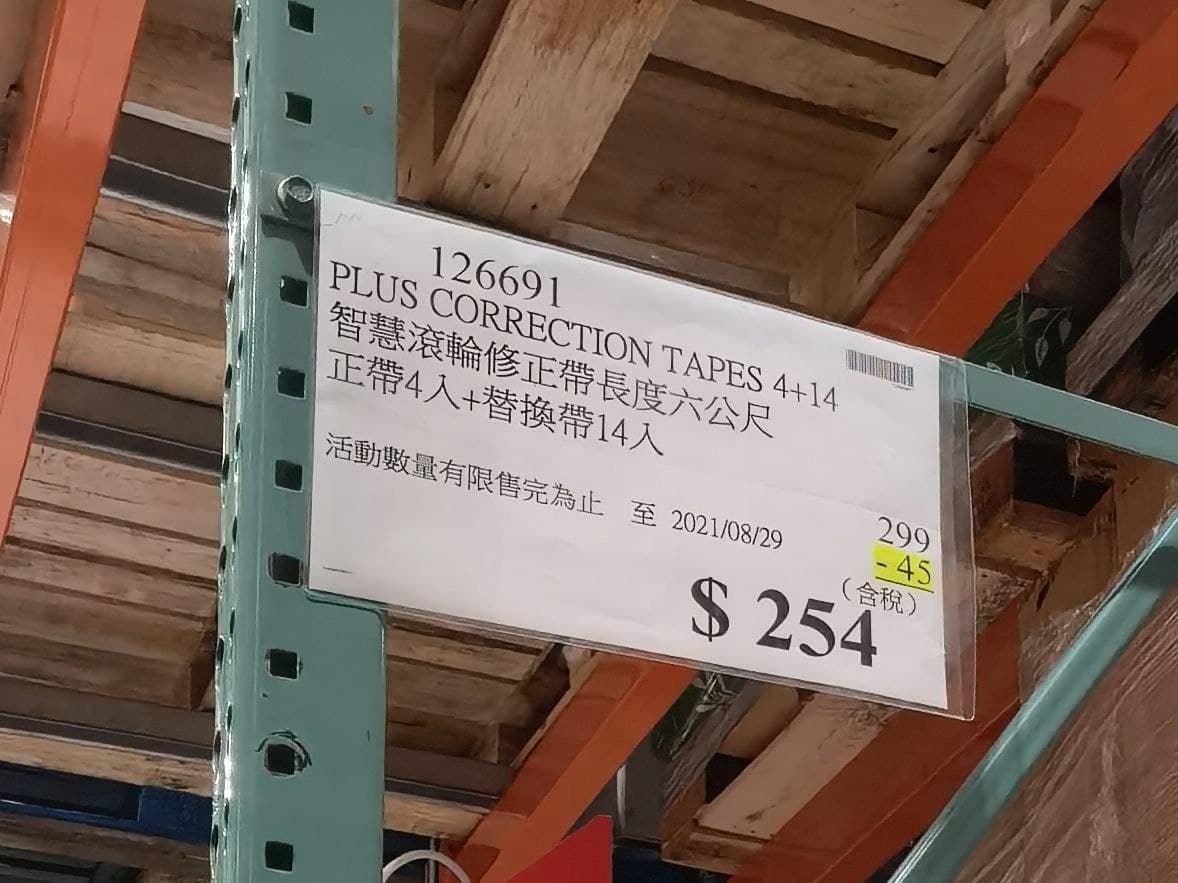 126691
PLUS CORRECTION TAPES 4+14
智慧滾輪修正帶長度六公尺
正帶4入+替換帶14入
活動數量有限售完為止 至 2021/08/29
299
- 45
(含稅)
$ 254